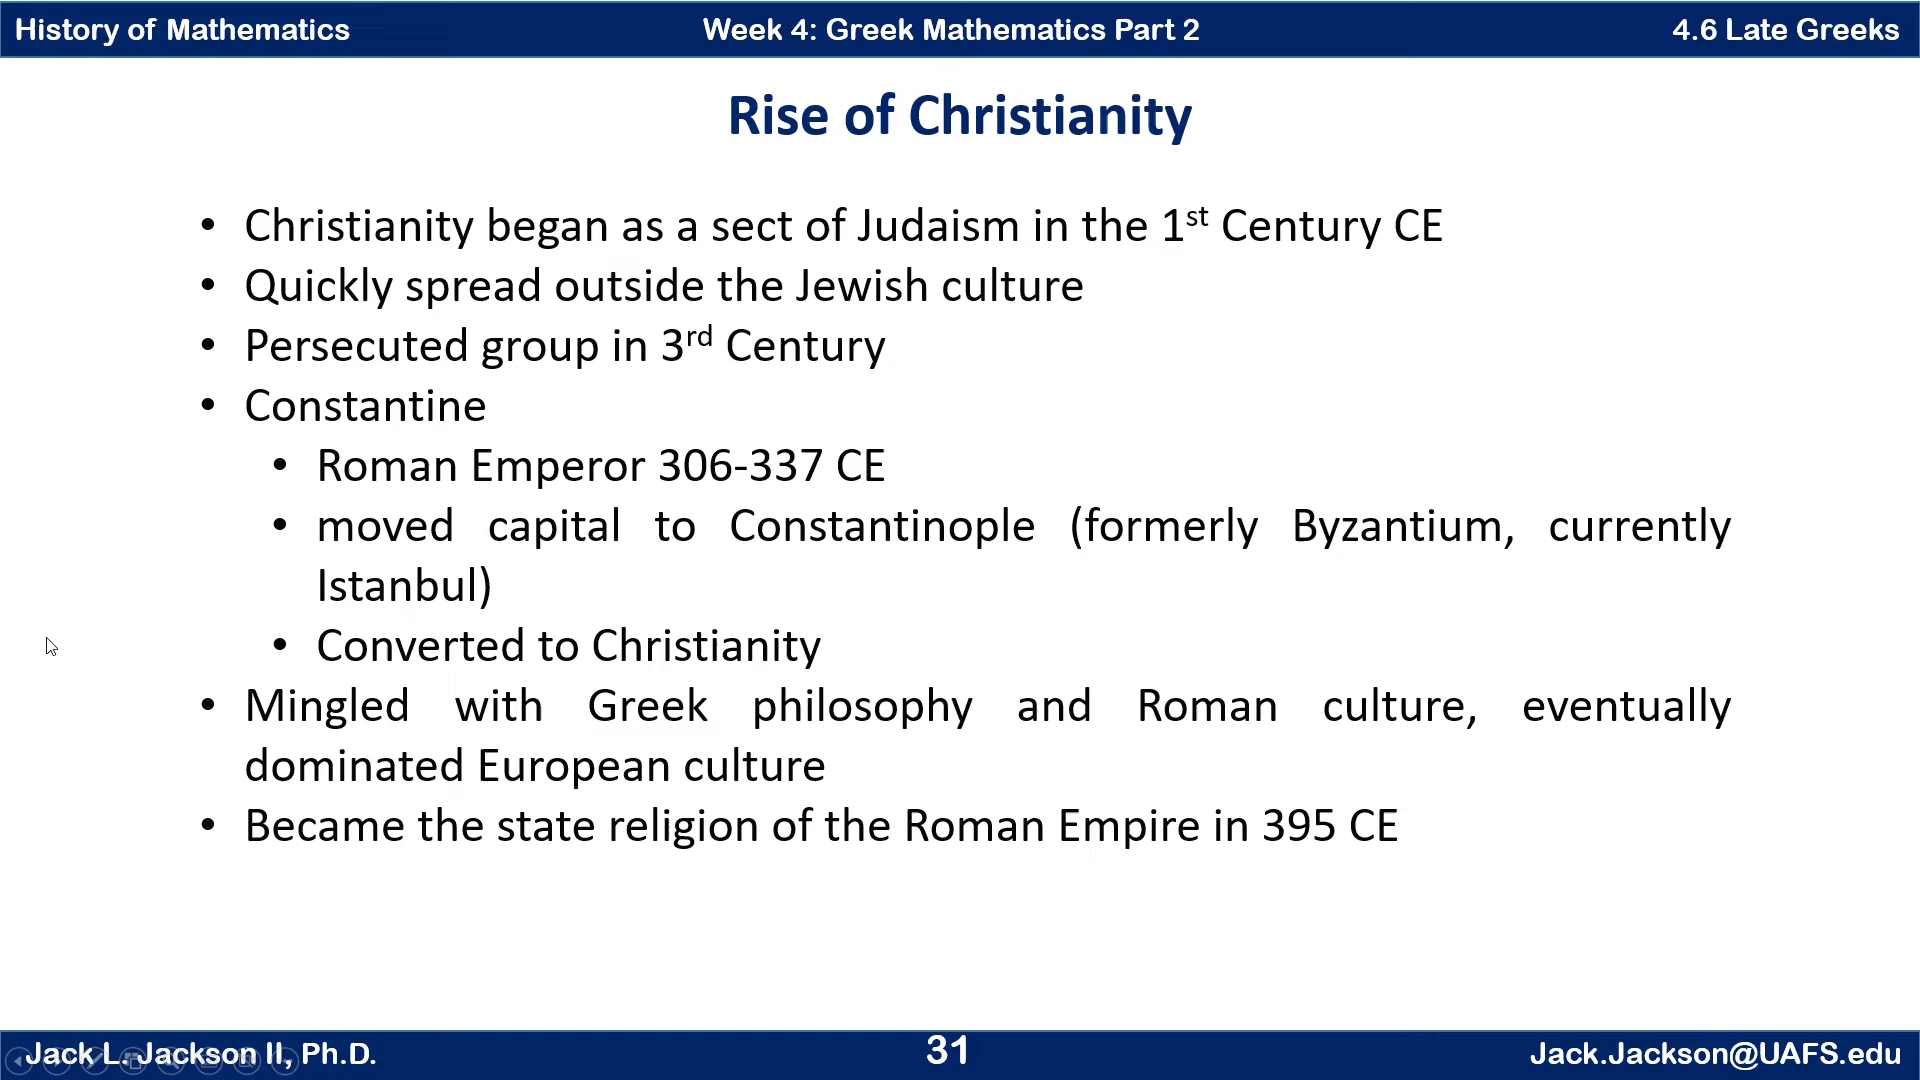 History of Mathematics
Week 4: Greek Mathematics Part 2
4.6 Late Greeks
Rise of Christianity
• Christianity began as a sect of Judaism in the 1st Century CE
• Quickly spread outside the Jewish culture
• Persecuted group in 3rd Century
• Constantine
• Roman Emperor 306-337 CE
• moved capital to Constantinople (formerly Byzantium, currently
Istanbul)
• Converted to Christianity
• Mingled with Greek philosophy and Roman culture, eventually
dominated European culture
• Became the state religion of the Roman Empire in 395 CE
Jack L. Jackson II, Ph.D.
31
Jack.Jackson@UAFS.edu